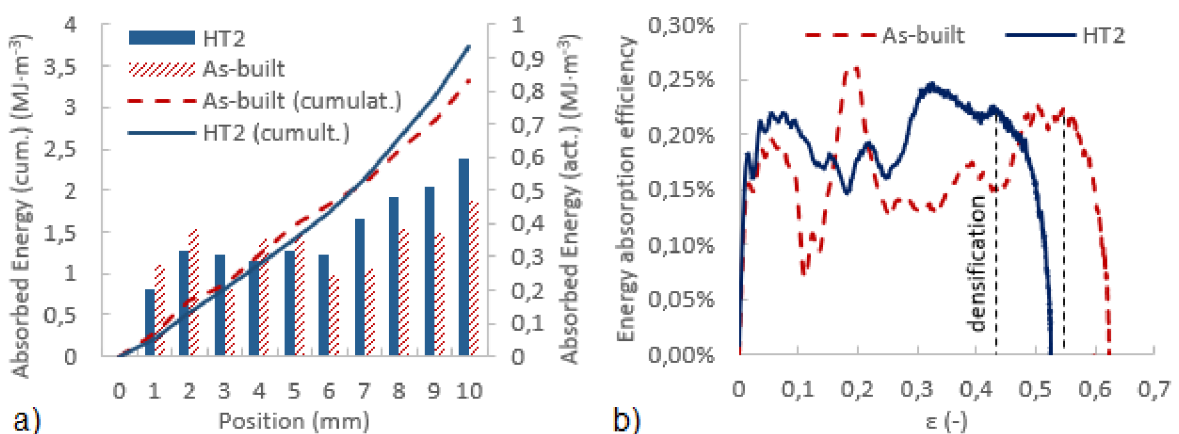 4
3,5
3
2,5
2
1,5
1
0,5
0
Absorbed Energy (cum.) (MJ·m⁻³)
HT2
As-built
As-built (cumulat.)
HT2 (cumult.)
1
0,9
0,8
0,7
0,6
0,5
0,4
0,3
0,2
0,1
0
Absorbed Energy (act.) (MJ·m⁻³)
0 1 2 3 4 5 6 7 8 9 10
Position (mm)
a)
As-built HT2
0,25%
0,20%
0,15%
0,10%
0,05%
0,00%
Energy absorption efficiency
densification
0 0,1 0,2 0,3 0,4 0,5 0,6 0,7
ε (-)
b)